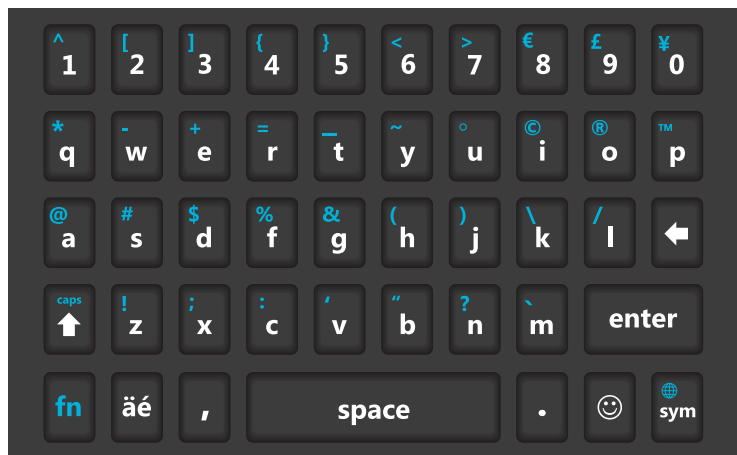 ^ [ ] { } < > € £ ¥
1 2 3 4 5 6 7 8 9 0
* - + = _ ~ ° © ® ™
q w e r t y u i o p
@ # $ % & ( ) \ /
a s d f g h j k l
caps ! ; : ‘ “ ? `
z x c v b n m enter
fn äé , space . sym